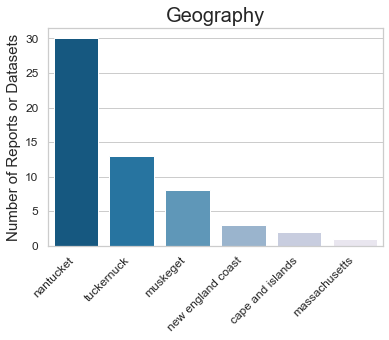 Geography
Number of Reports or Datasets
30
25
20
15
10
5
0
nantucket
tuckernuck
muskeget
new england coast
cape and islands
massachusetts